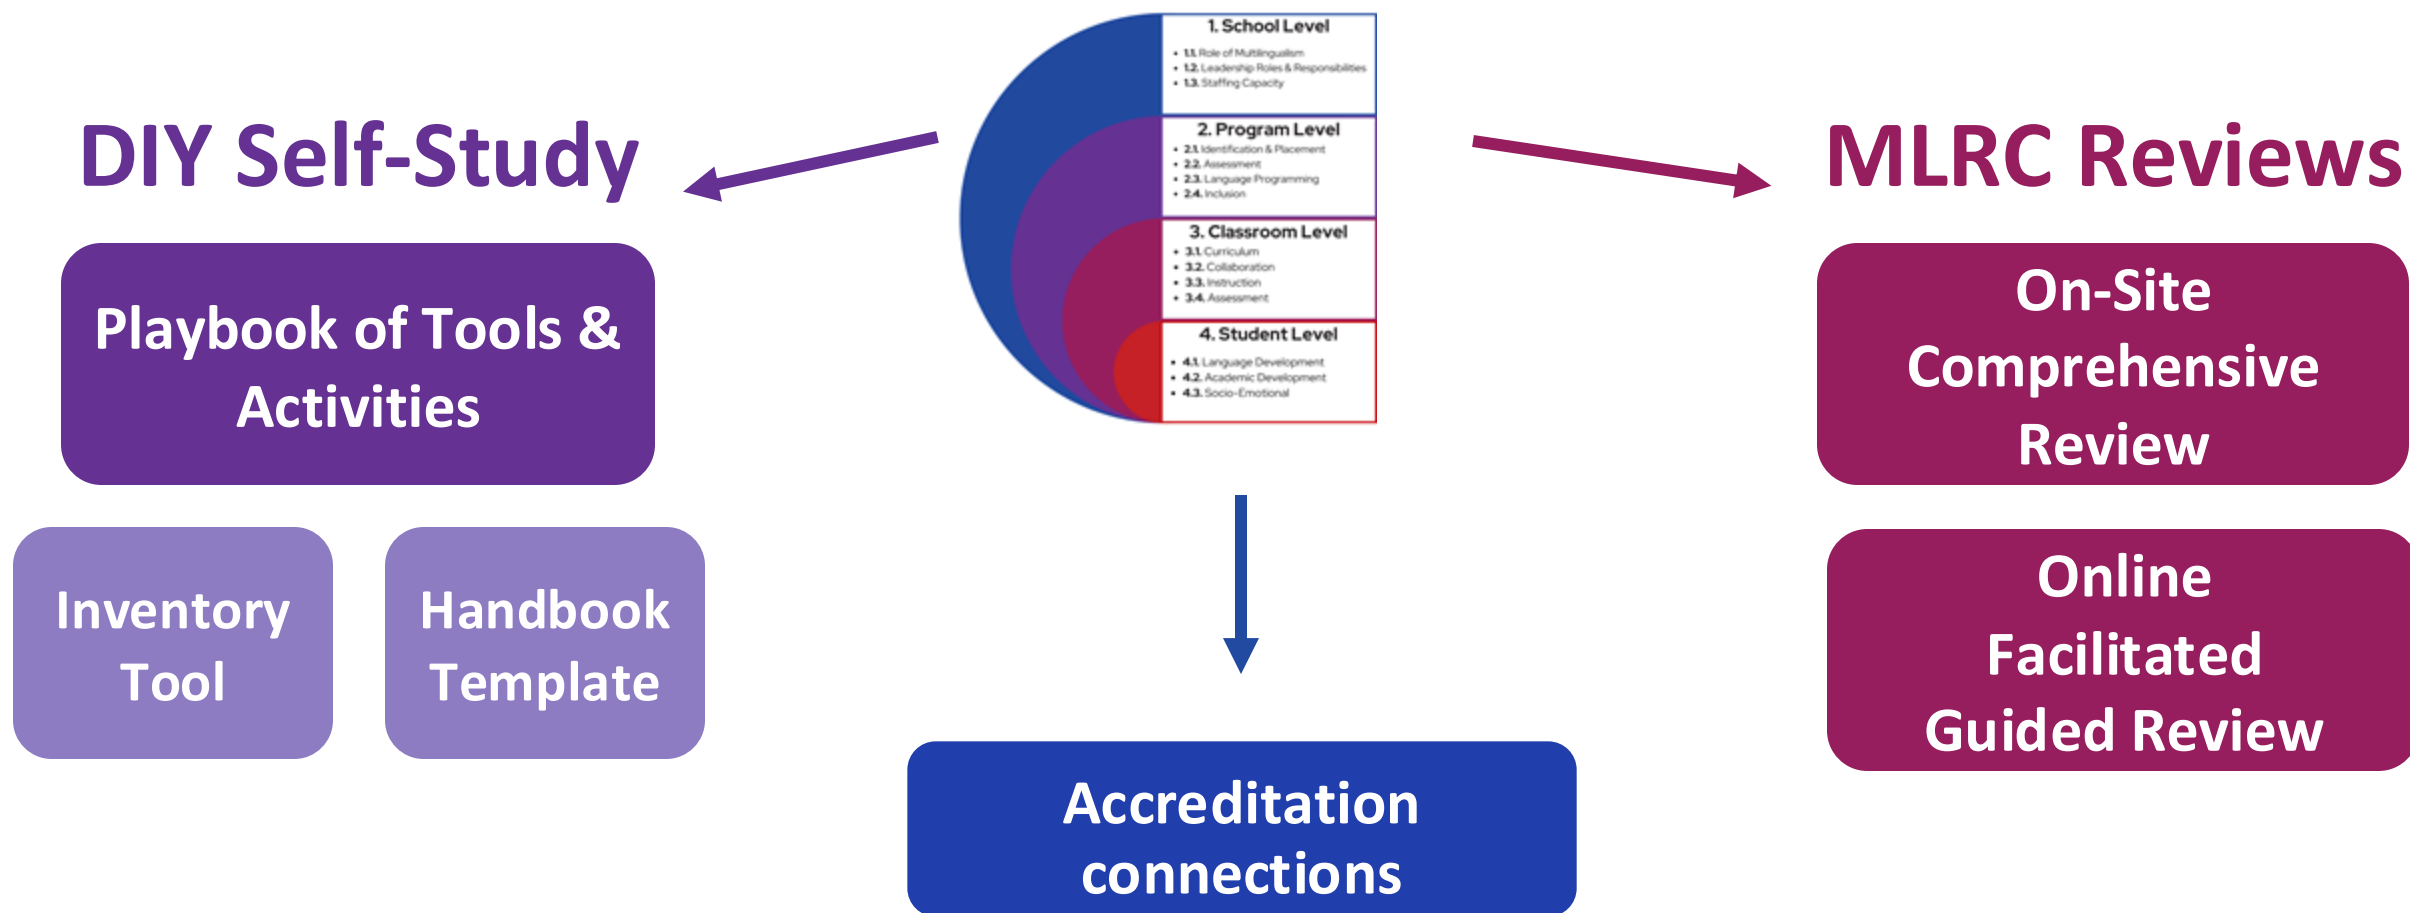 DIY Self-Study
Playbook of Tools &
Activities
Inventory
Tool
Handbook
Template
1. School Level
• 1.1. Role of Multilingualism
• 1.2. Leadership Roles & Responsibilities
• 1.3. Staffing Capacity
2. Program Level
• 2.1. Identification & Placement
• 2.2. Assessment
• 2.3. Language Programming
• 2.4. Inclusion
3. Classroom Level
• 3.1. Curriculum
• 3.2. Collaboration
• 3.3. Instruction
• 3.4. Assessment
4. Student Level
• 4.1. Language Development
• 4.2. Academic Development
• 4.3. Socio-Emotional
Accreditation
connections
MLRC Reviews
On-Site
Comprehensive
Review
Online
Facilitated
Guided Review